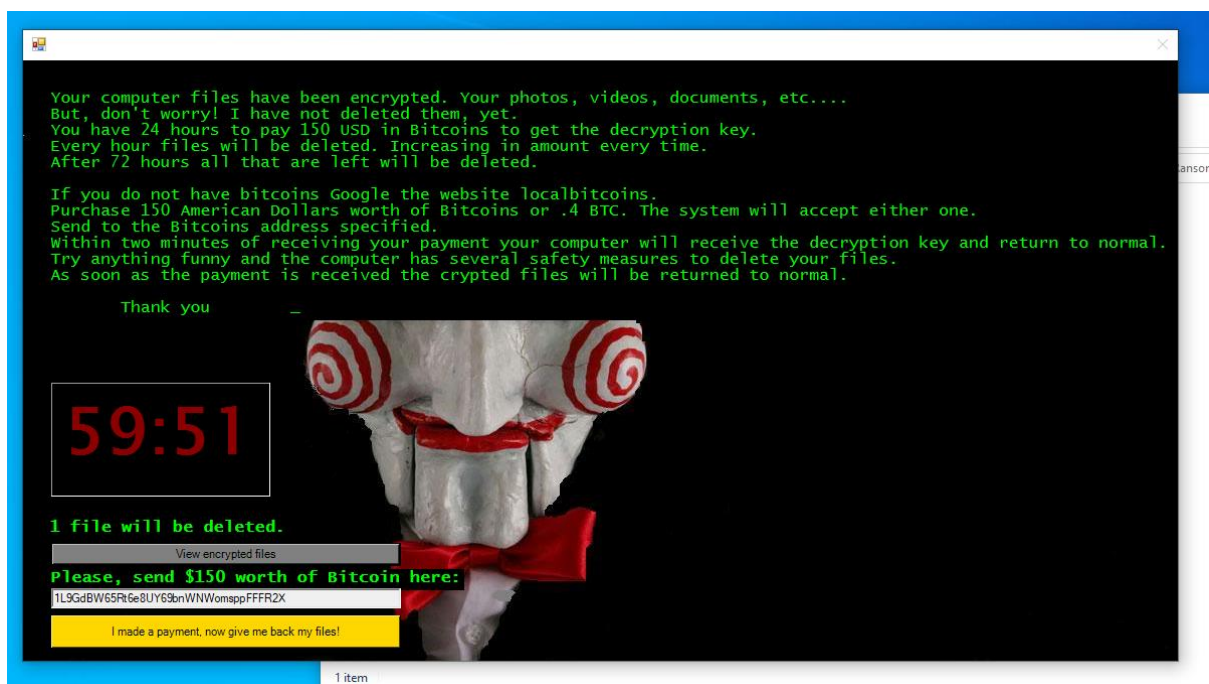 Your computer files have been encrypted. Your photos, videos, documents, etc....
But, don't worry! I have not deleted them, yet.
You have 24 hours to pay 150 USD in Bitcoins to get the decryption key.
Every hour files will be deleted. Increasing in amount every time.
After 72 hours all that are left will be deleted.
If you do not have bitcoins Google the website localbitcoins.
Purchase 150 American Dollars worth of Bitcoins or .4 BTC. The system will accept either one.
Send to the Bitcoins address specified.
Within two minutes of receiving your payment your computer will receive the decryption key and return to normal.
Try anything funny and the computer has several safety measures to delete your files.
As soon as the payment is received the crypted files will be returned to normal.
Thank you _
59:51
1 file will be deleted.
View encrypted files
Please, send $150 worth of Bitcoin here:
1L9GdBW65Rt6e8UY69bnWNWomsppFFFR2X
I made a payment, now give me back my files!
1 item